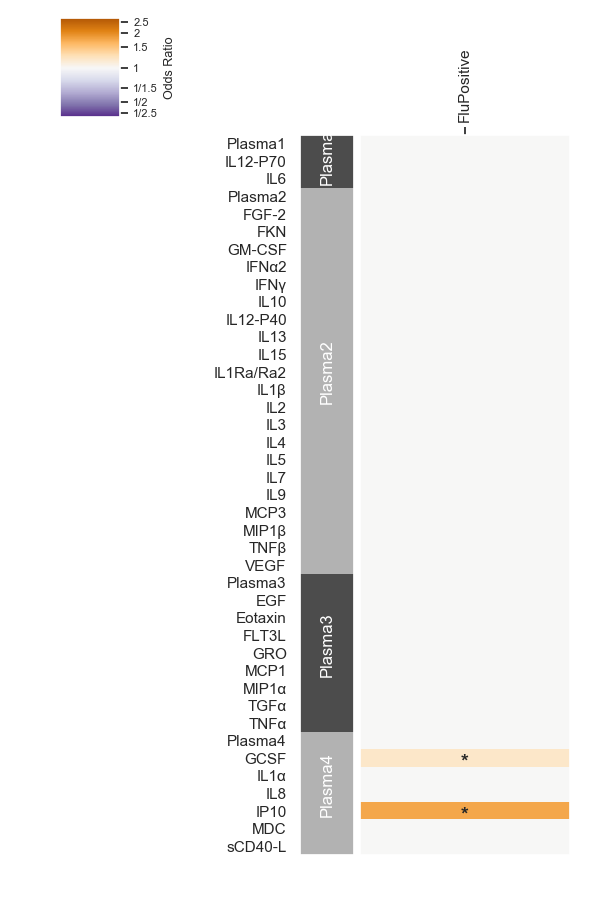 2.5
2
1.5
1
1/1.5
1/2
1/2.5
Odds Ratio
FluPositive
Plasma1
IL12-P70
IL6
Plasma2
FGF-2
FKN
GM-CSF
IFNα2
IFNγ
IL10
IL12-P40
IL13
IL15
IL1Ra/Ra2
IL1β
IL2
IL3
IL4
IL5
IL7
IL9
MCP3
MIP1β
TNFβ
VEGF
Plasma3
EGF
Eotaxin
FLT3L
GRO
MCP1
MIP1α
TGFα
TNFα
Plasma4
GCSF
IL1α
IL8
IP10
MDC
sCD40-L
Plasma
Plasma2
Plasma3
Plasma4
*
*